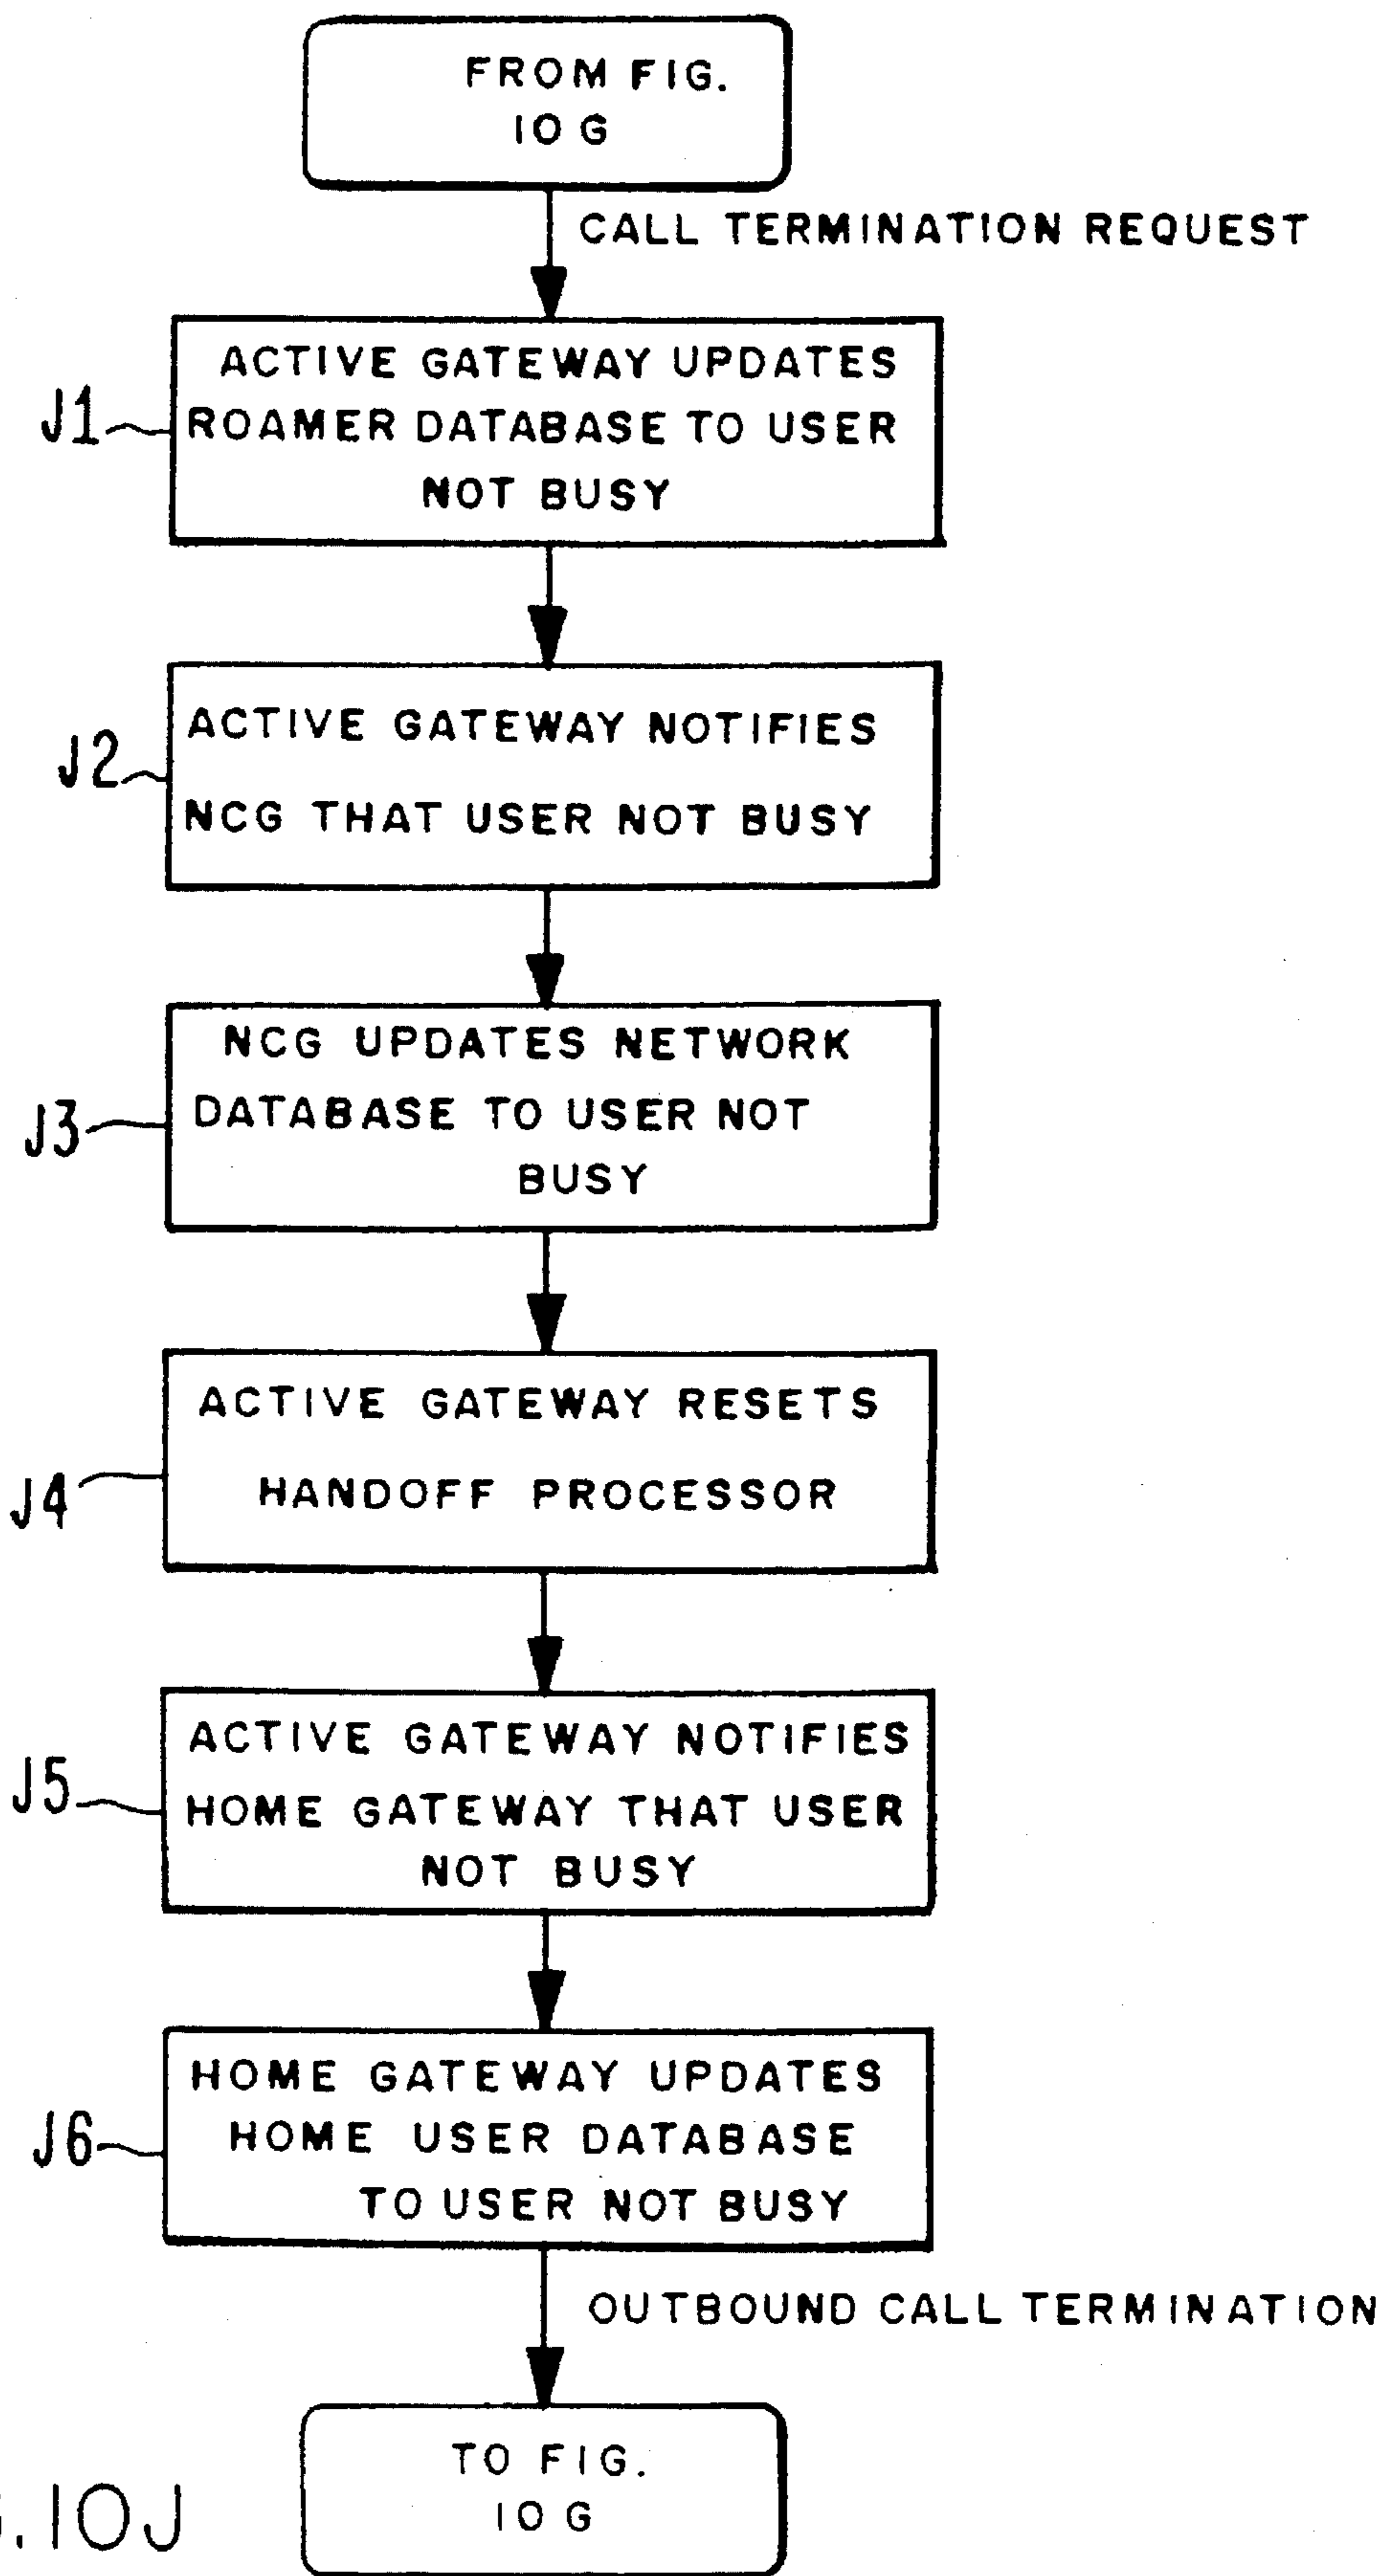 FROM FIG.
10 G
CALL TERMINATION REQUEST
J1
ACTIVE GATEWAY UPDATES
ROAMER DATABASE TO USER
NOT BUSY
J2
ACTIVE GATEWAY NOTIFIES
NCG THAT USER NOT BUSY
NCG UPDATES NETWORK
J3
DATABASE TO USER NOT
BUSY
ACTIVE GATEWAY RESETS
J4
HANDOFF PROCESSOR
J5
ACTIVE GATEWAY NOTIFIES
HOME GATEWAY THAT USER
NOT BUSY
J6
HOME GATEWAY UPDATES
HOME USER DATABASE
TO USER NOT BUSY
OUTBOUND CALL TERMINATION
TO FIG.
10 G
G.10J